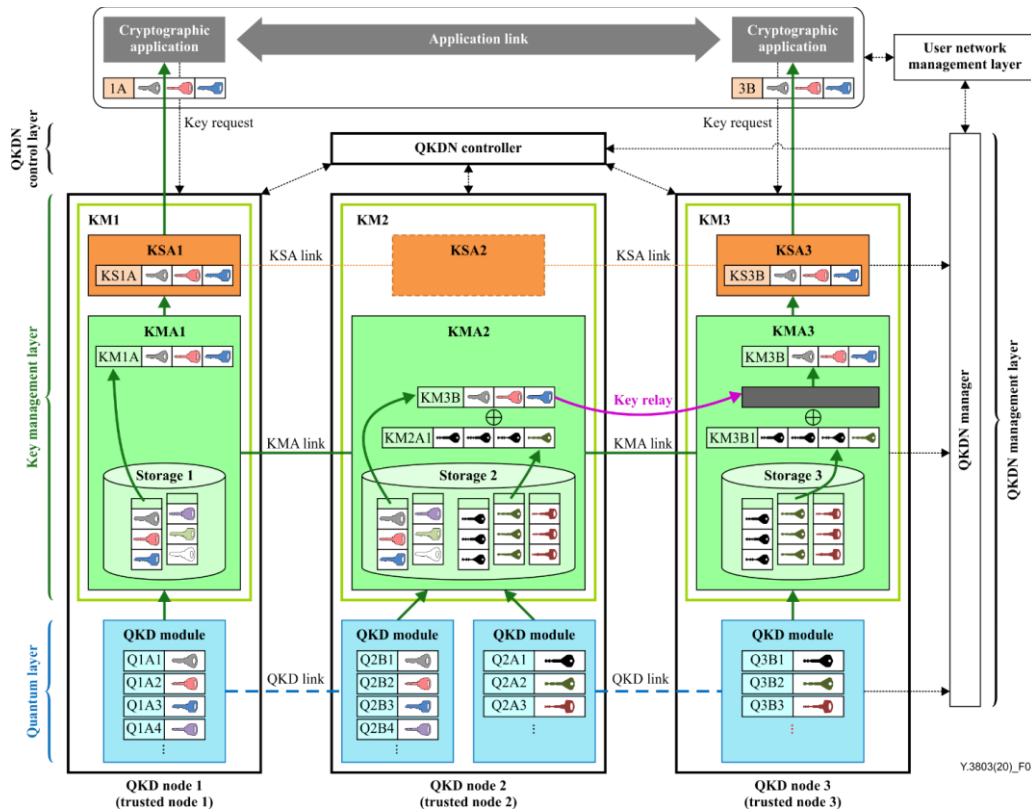 Cryptographic
application
Application link
Cryptographic
application
User network
management layer
1A
3B
Key request
Key request
QKDN
control layer
QKDN controller
KM1
KM2
KM3
KSA1
KSA link
KSA2
KSA link
KSA3
KS1A
KS3B
Key management layer
KMA1
KMA2
KMA3
KM1A
KM3B
KM3B
Key relay
KM2A1
KM3B1
KMA link
KMA link
Storage 1
Storage 2
Storage 3
QKDN manager
QKDN management layer
Quantum layer
QKD module
QKD module
QKD module
QKD module
Q1A1
Q1A2
Q1A3
Q1A4
QKD link
Q2B1
Q2B2
Q2B3
Q2B4
Q2A1
Q2A2
Q2A3
QKD link
Q3B1
Q3B2
Q3B3
QKD node 1
(trusted node 1)
QKD node 2
(trusted node 2)
QKD node 3
(trusted node 3)
Y.3803(20)_F0